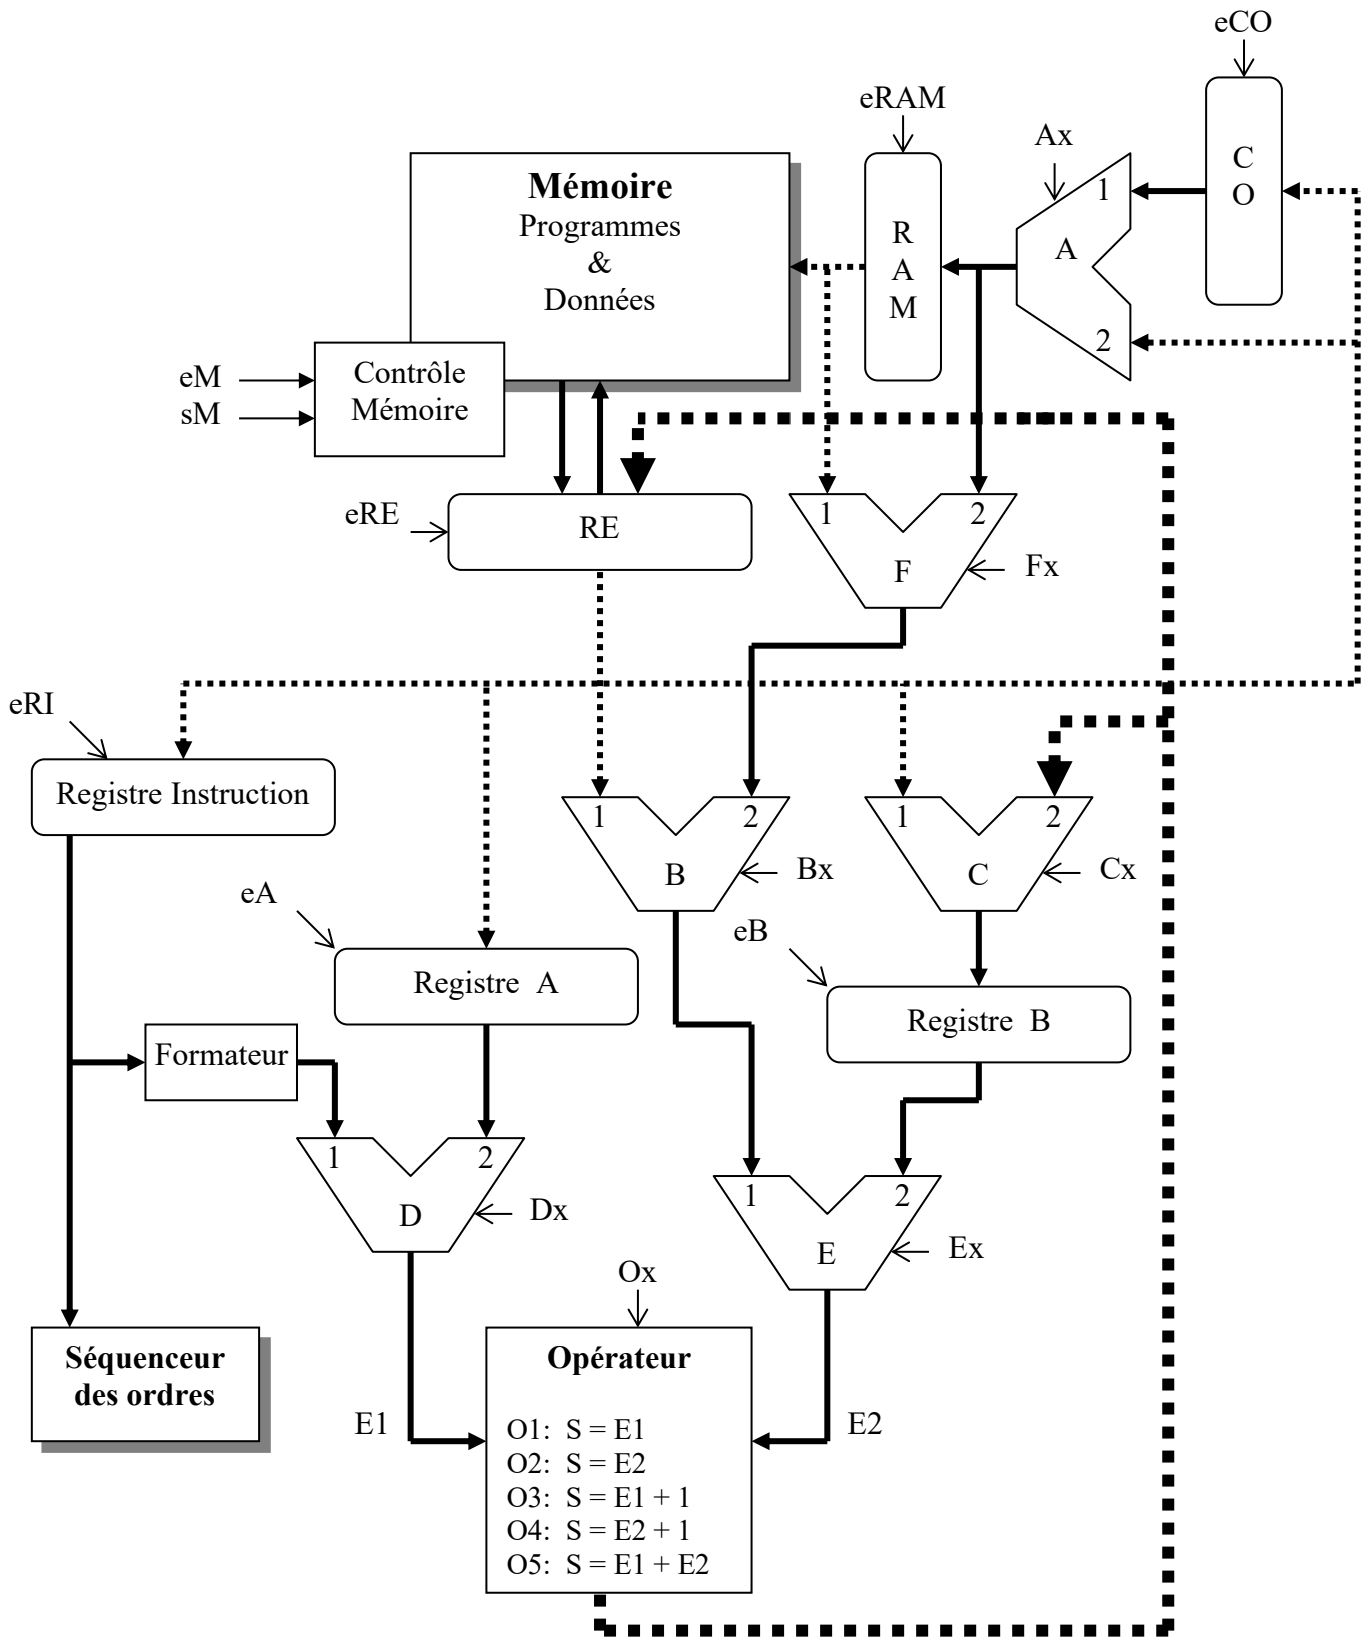 eCO
eRAM
Ax
C
O
1
A
2
R
A
M
Mémoire
Programmes
&
Données
Contrôle
Mémoire
eM
sM
eRE
RE
1
2
F
Fx
eRI
Registre Instruction
1
2
B
Bx
1
2
C
Cx
eA
Registre A
eB
Registre B
Formateur
1
2
D
Dx
1
2
E
Ex
Ox
Séquenceur
des ordres
Opérateur
E1
E2
O1: S = E1
O2: S = E2
O3: S = E1 + 1
O4: S = E2 + 1
O5: S = E1 + E2